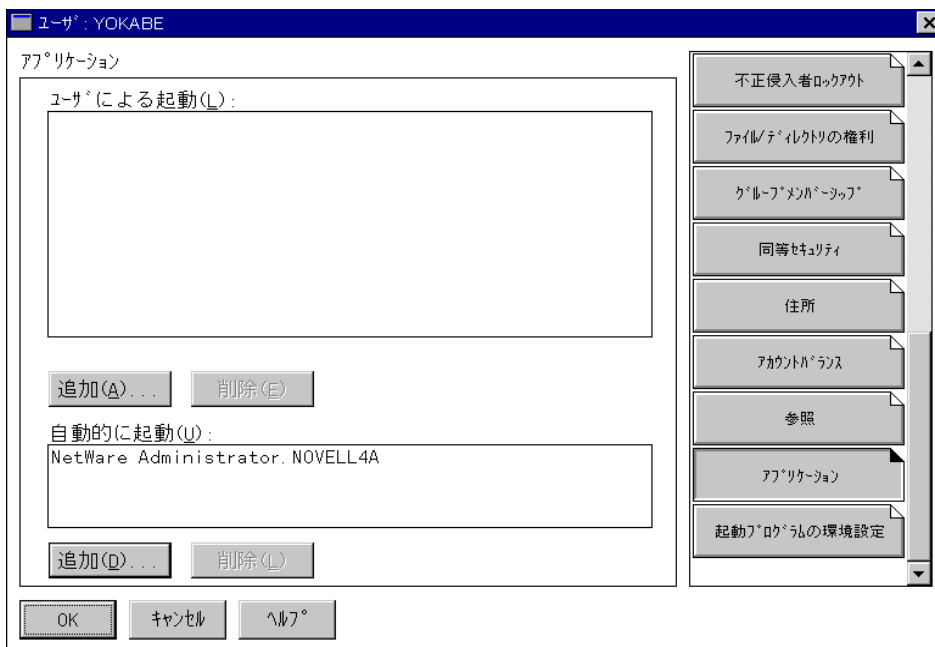 ﾕｰｻﾞ: YOKABE
ｱﾌﾟﾘｹｰｼｮﾝ
ﾕｰｻﾞによる起動(L):
追加(A)...
削除(E)
自動的に起動(U):
NetWare Administrator.NOVELL4A
追加(D)...
削除(L)
OK
ｷｬﾝｾﾙ
ﾍﾙﾌﾟ
不正侵入者ﾛｯｸｱｳﾄ
ﾌｧｲﾙ/ﾃﾞｨﾚｸﾄﾘの権利
ｸﾞﾙｰﾌﾟﾒﾝﾊﾞｰｼｯﾌﾟ
同等ｾｷｭﾘﾃｨ
住所
ｱｶｳﾝﾄﾊﾞﾗﾝｽ
参照
ｱﾌﾟﾘｹｰｼｮﾝ
起動ﾌﾟﾛｸﾞﾗﾑの環境設定